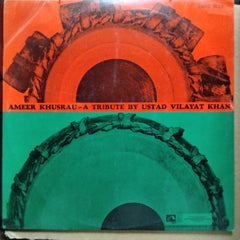 AMEER KHUSRAU–A TRIBUTE BY USTAD VILAYAT KHAN